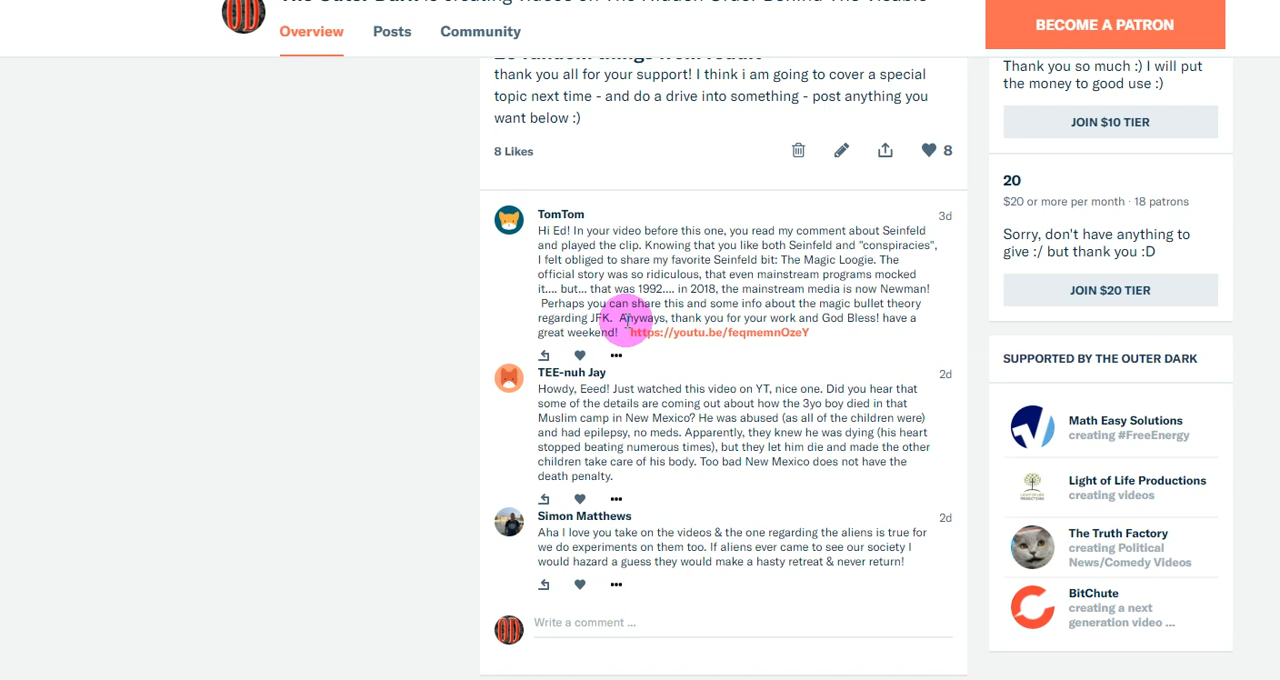 The Outer Dark is creating videos on The Hidden Order Behind The Visable
OD
Overview
Posts
Community
BECOME A PATRON
thank you all for your support! I think i am going to cover a special
topic next time - and do a drive into something - post anything you
want below :)
8 Likes
8
TomTom
3d
Hi Ed! In your video before this one, you read my comment about Seinfeld
and played the clip. Knowing that you like both Seinfeld and "conspiracies",
I felt obliged to share my favorite Seinfeld bit: The Magic Loogie. The
official story was so ridiculous, that even mainstream programs mocked
it.... but... that was 1992.... in 2018, the mainstream media is now Newman!
Perhaps you can share this and some info about the magic bullet theory
regarding JFK. Anyways, thank you for your work and God Bless! have a
great weekend! https://youtu.be/feqmemnOzeY
TEE-nuh Jay
2d
Howdy, Eeed! Just watched this video on YT, nice one. Did you hear that
some of the details are coming out about how the 3yo boy died in that
Muslim camp in New Mexico? He was abused (as all of the children were)
and had epilepsy, no meds. Apparently, they knew he was dying (his heart
stopped beating numerous times), but they let him die and made the other
children take care of his body. Too bad New Mexico does not have the
death penalty.
Simon Matthews
2d
Aha I love you take on the videos & the one regarding the aliens is true for
we do experiments on them too. If aliens ever came to see our society I
would hazard a guess they would make a hasty retreat & never return!
OD
Write a comment ...
Thank you so much :) I will put
the money to good use :)
JOIN $10 TIER
20
$20 or more per month · 18 patrons
Sorry, don't have anything to
give :/ but thank you :D
JOIN $20 TIER
SUPPORTED BY THE OUTER DARK
Math Easy Solutions
creating #FreeEnergy
Light of Life Productions
creating videos
The Truth Factory
creating Political
News/Comedy Videos
BitChute
creating a next
generation video ...